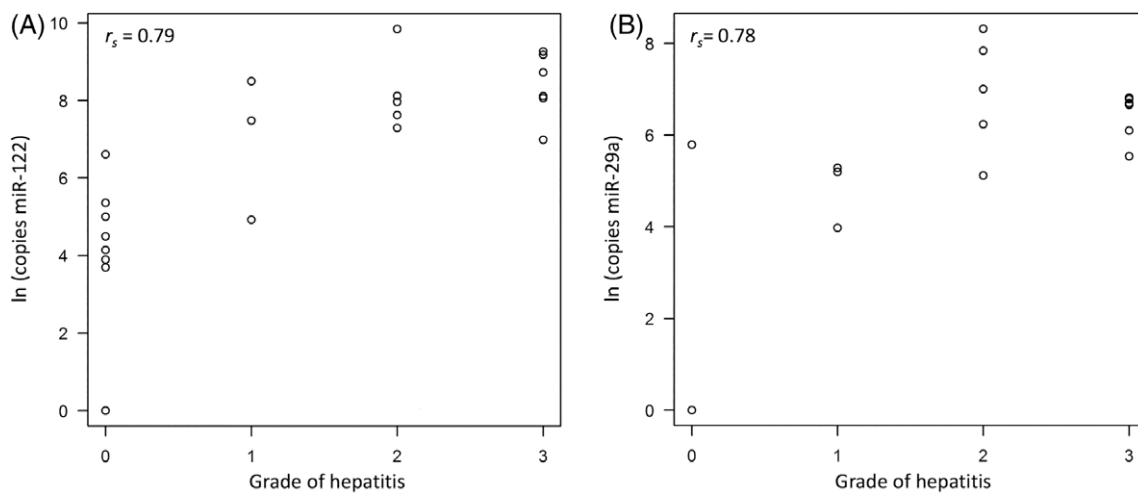 (A)
r_s = 0.79
ln (copies miR-122)
10
8
6
4
2
0
0 1 2 3
Grade of hepatitis
(B)
r_s = 0.78
ln (copies miR-29a)
8
6
4
2
0
0 1 2 3
Grade of hepatitis